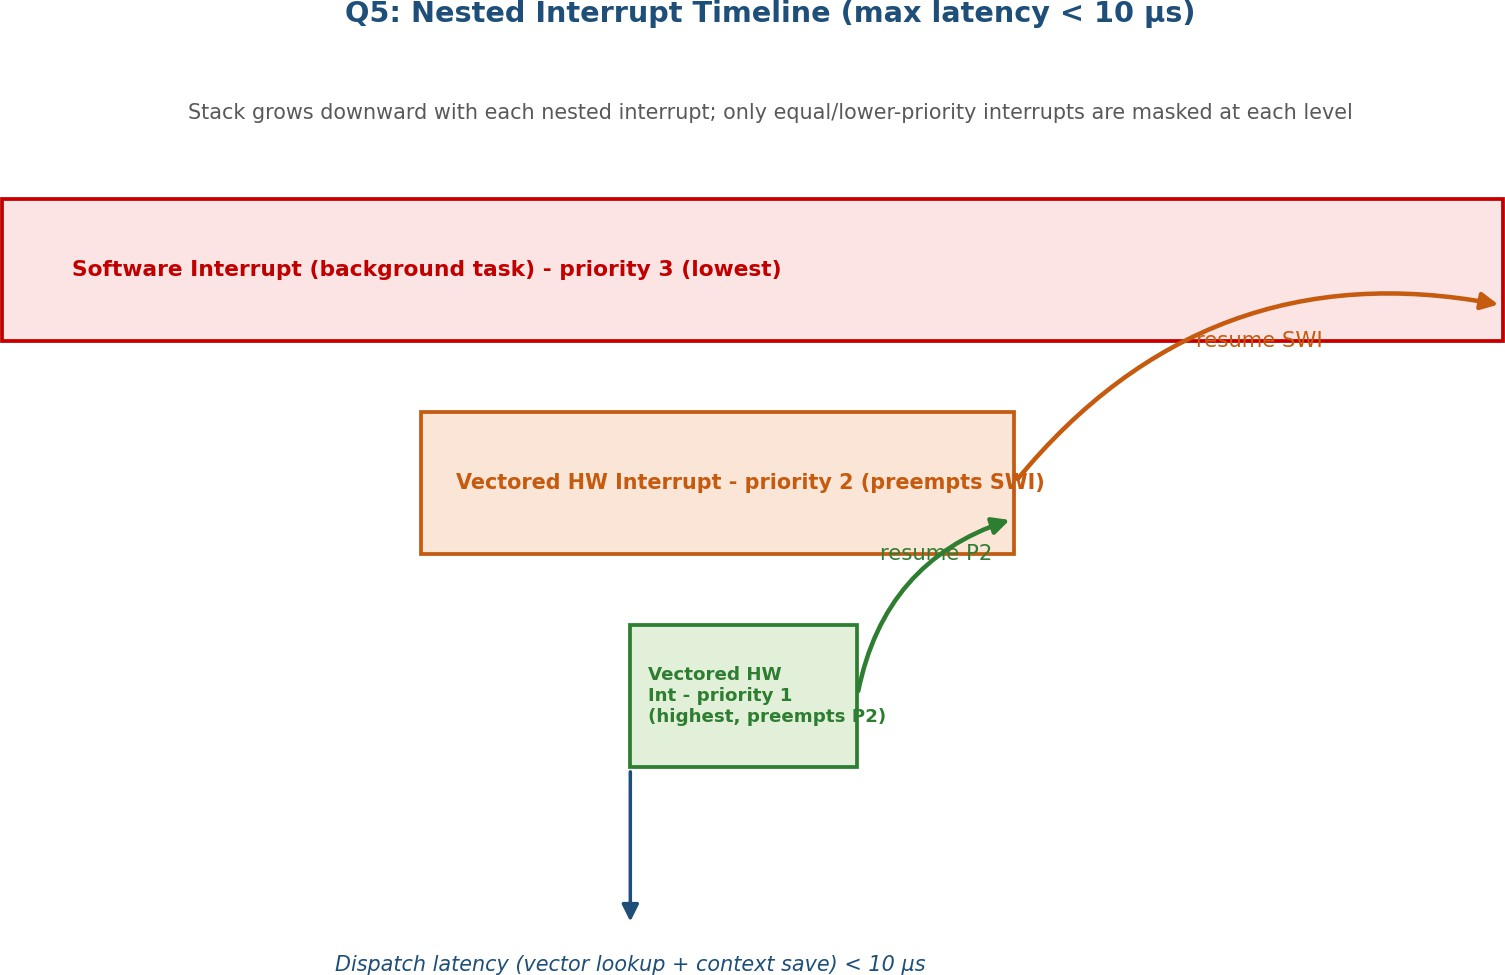 Q5: Nested Interrupt Timeline (max latency < 10 µs)
Stack grows downward with each nested interrupt; only equal/lower-priority interrupts are masked at each level
Software Interrupt (background task) - priority 3 (lowest)
resume SWI
Vectored HW Interrupt - priority 2 (preempts SWI)
resume P2
Vectored HW
Int - priority 1
(highest, preempts P2)
Dispatch latency (vector lookup + context save) < 10 µs